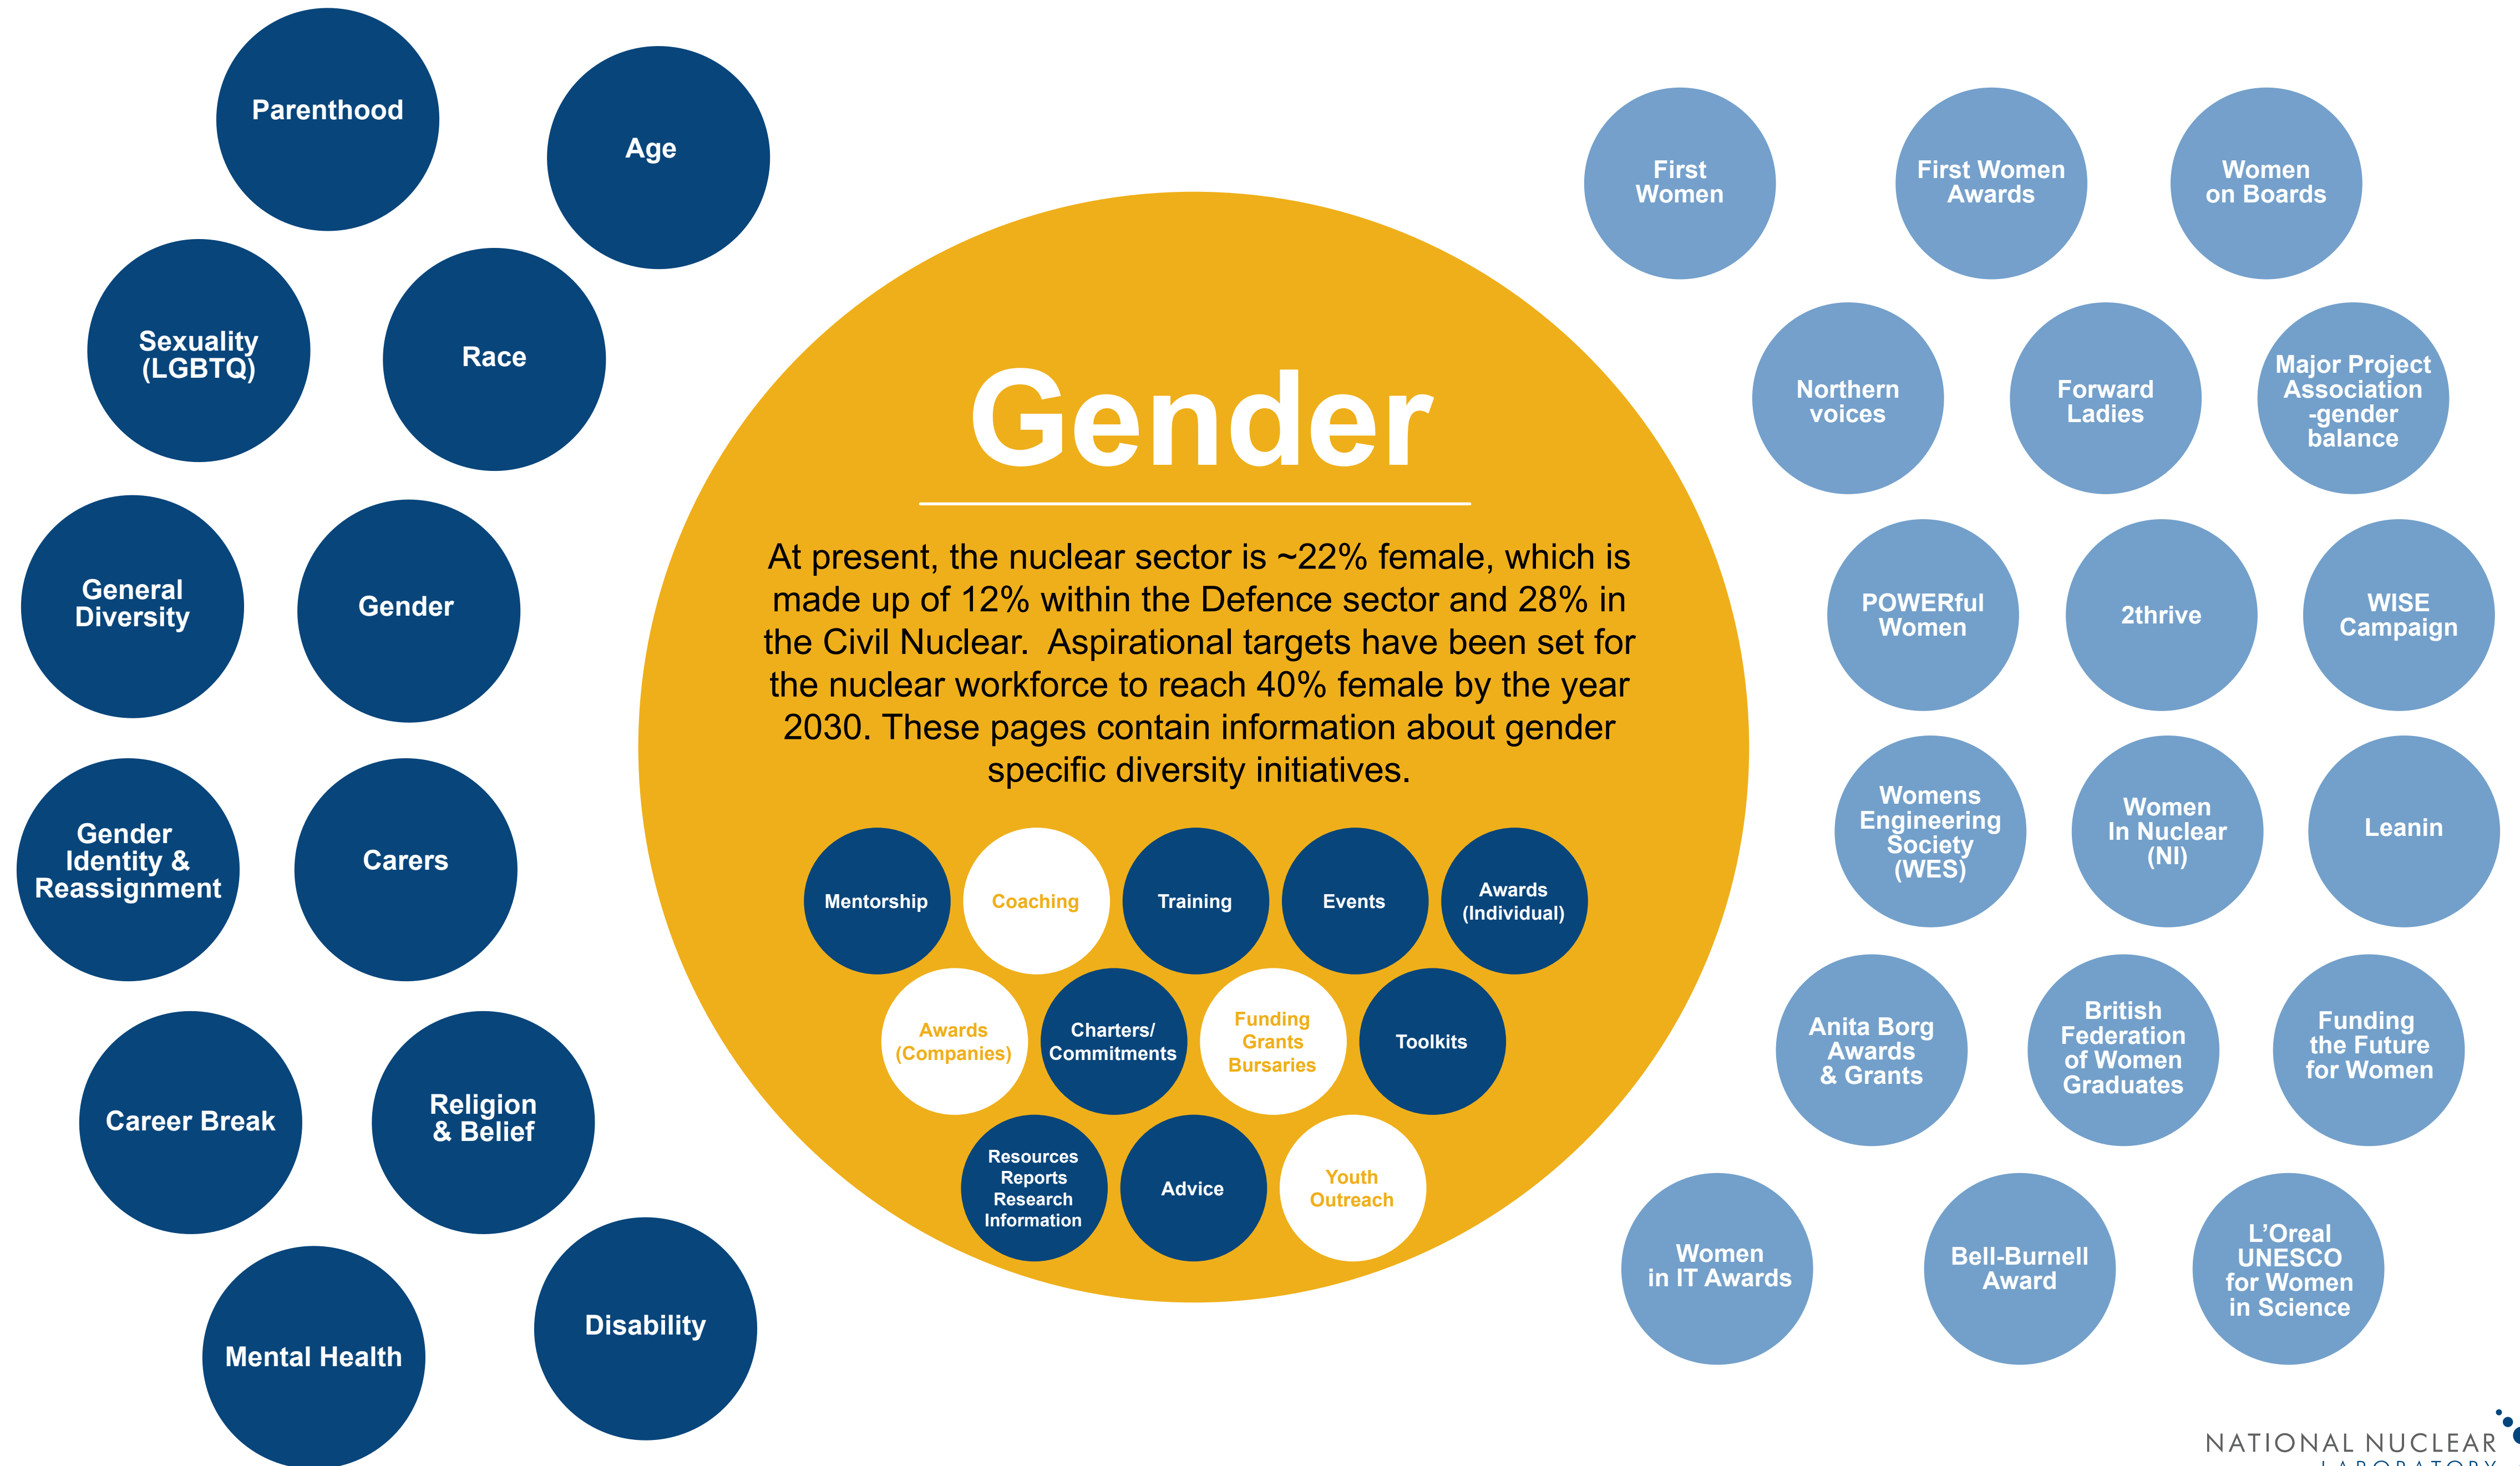 Parenthood
Age
Sexuality
(LGBTQ)
Race
General
Diversity
Gender
Gender
Identity &
Reassignment
Carers
Career Break
Religion
& Belief
Mental Health
Disability
Gender
At present, the nuclear sector is ~22% female, which is
made up of 12% within the Defence sector and 28% in
the Civil Nuclear.  Aspirational targets have been set for
the nuclear workforce to reach 40% female by the year
2030. These pages contain information about gender
specific diversity initiatives.
Mentorship
Coaching
Training
Events
Awards
(Individual)
Awards
(Companies)
Charters/
Commitments
Funding
Grants
Bursaries
Toolkits
Resources
Reports
Research
Information
Advice
Youth
Outreach
First
Women
First Women
Awards
Women
on Boards
Northern
voices
Forward
Ladies
Major Project
Association
-gender
balance
POWERful
Women
2thrive
WISE
Campaign
Womens
Engineering
Society
(WES)
Women
In Nuclear
(NI)
Leanin
Anita Borg
Awards
& Grants
British
Federation
of Women
Graduates
Funding
the Future
for Women
Women
in IT Awards
Bell-Burnell
Award
L’Oreal
UNESCO
for Women
in Science
NATIONAL NUCLEAR
LABORATORY